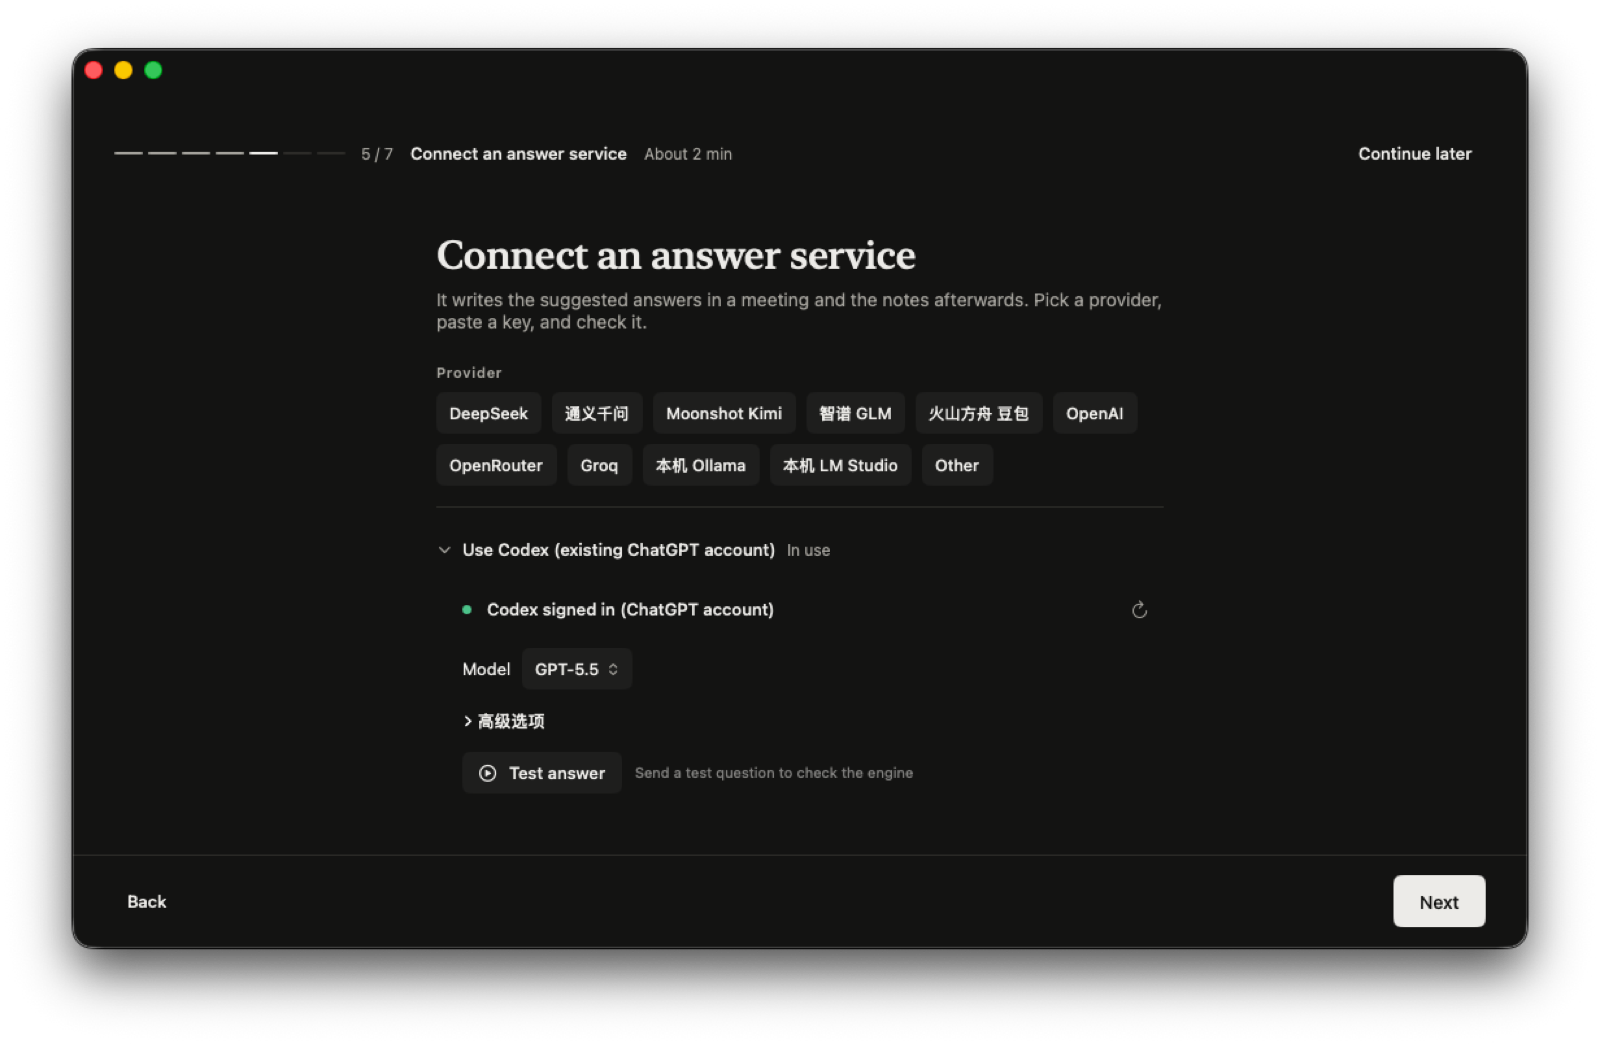 5 / 7 Connect an answer service About 2 min Continue later
Connect an answer service
It writes the suggested answers in a meeting and the notes afterwards. Pick a provider,
paste a key, and check it.
Provider
DeepSeek 通义千问 Moonshot Kimi 智谱 GLM 火山方舟 豆包 OpenAI
OpenRouter Groq 本机 Ollama 本机 LM Studio Other
Use Codex (existing ChatGPT account) In use
Codex signed in (ChatGPT account)
Model GPT-5.5
高级选项
Test answer Send a test question to check the engine
Back Next